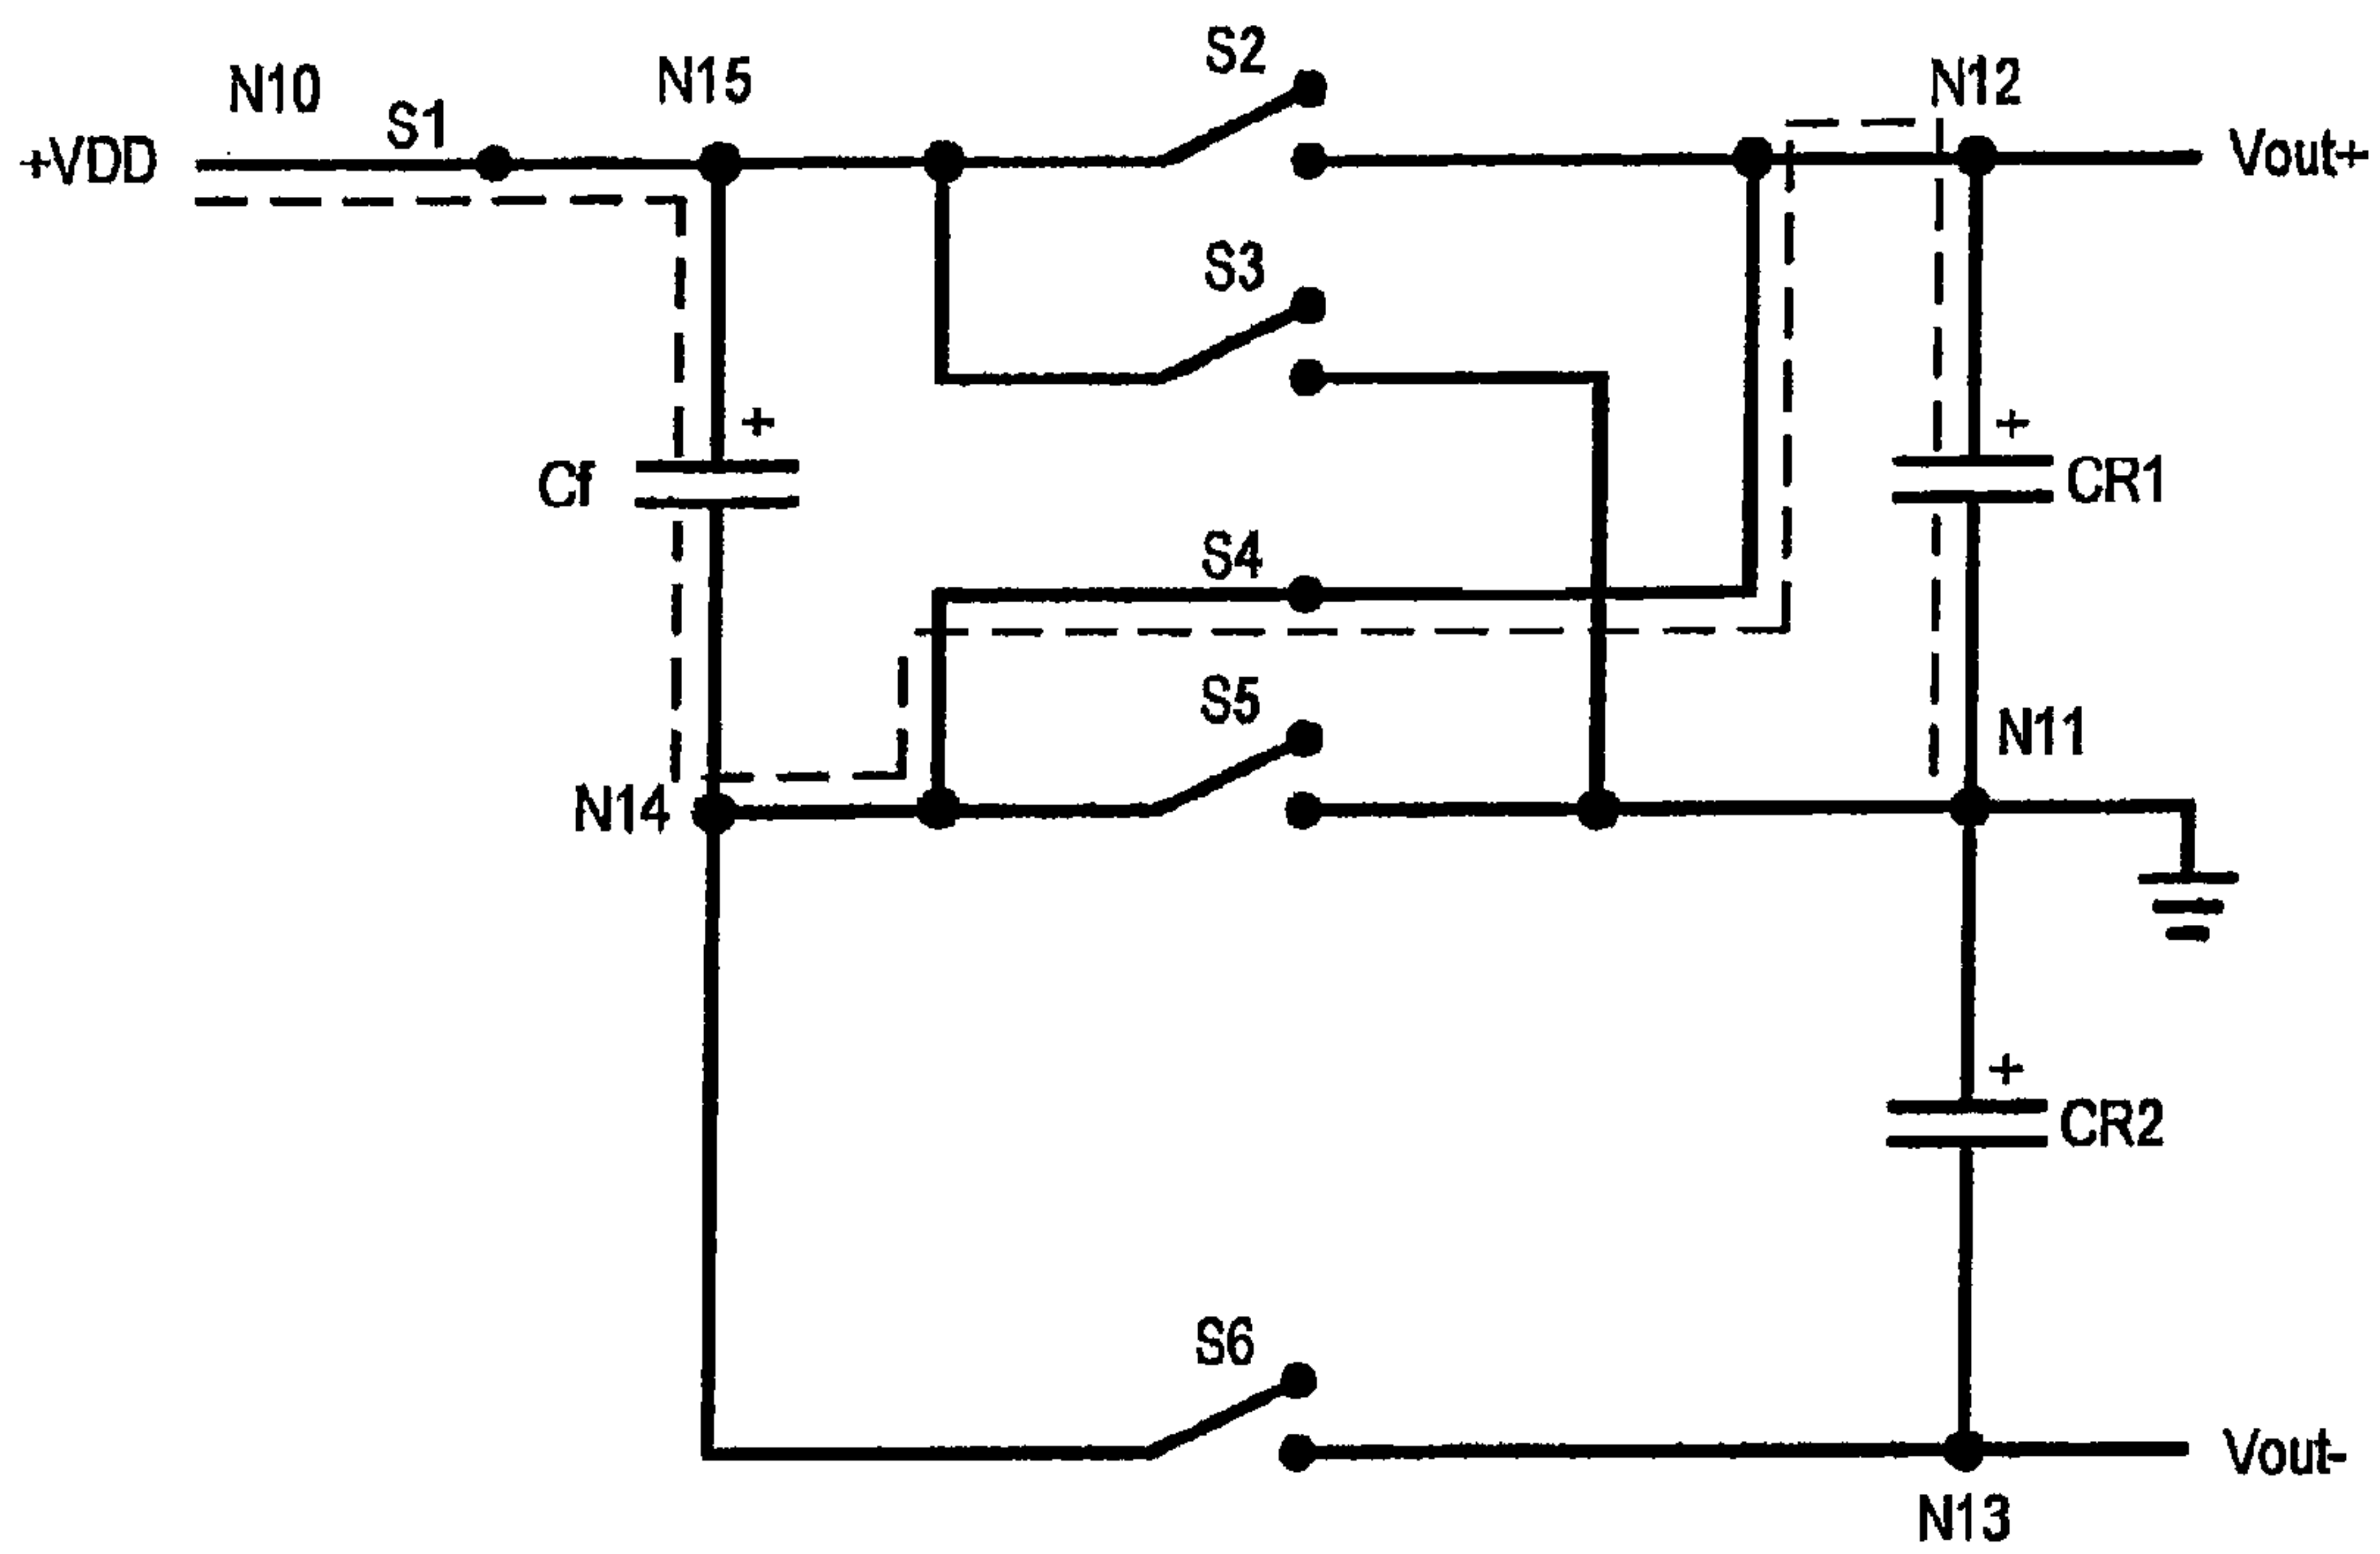 S2
N10
N15
N12
S1
+VDD
Vout+
S3
+
+
Cf
CR1
S4
S5
N11
N14
+
CR2
S6
Vout-
N13